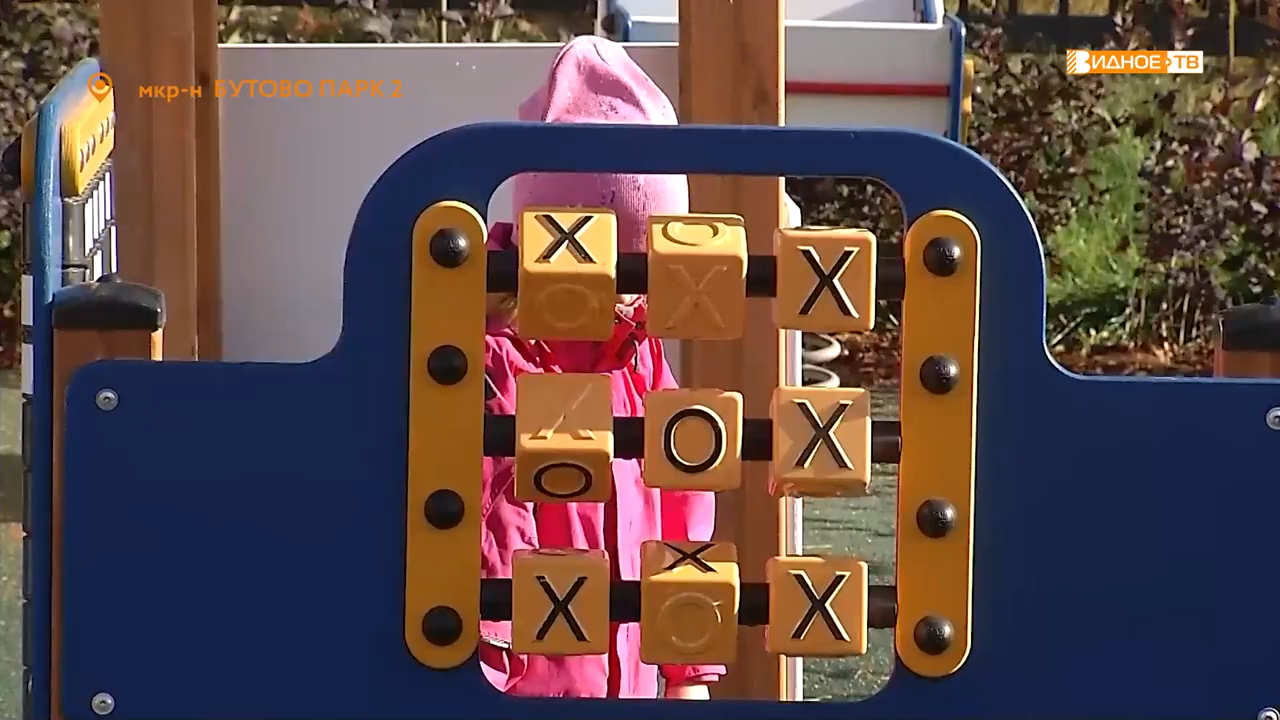 мкр-н БУТОВО ПАРК 2
ВИДНОЕ ТВ
X O X
O X
X O X
O
X O X
X